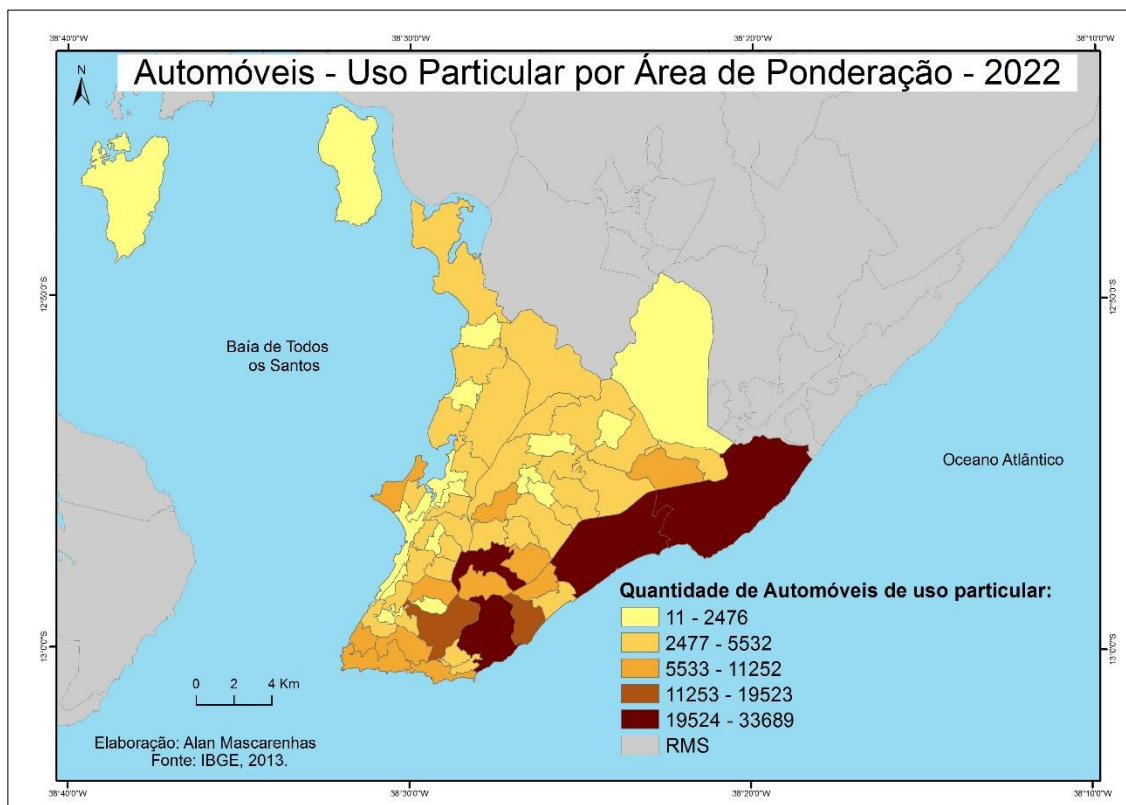 38°40'0"W 38°30'0"W 38°20'0"W 38°10'0"W
N
Automóveis - Uso Particular por Área de Ponderação - 2022
12°50'0"S 12°50'0"S
Baía de Todos
os Santos
Oceano Atlântico
Quantidade de Automóveis de uso particular:
11 - 2476
2477 - 5532
5533 - 11252
11253 - 19523
19524 - 33689
RMS
13°0'0"S 13°0'0"S
0 2 4 Km
Elaboração: Alan Mascarenhas
Fonte: IBGE, 2013.
38°40'0"W 38°30'0"W 38°20'0"W 38°10'0"W